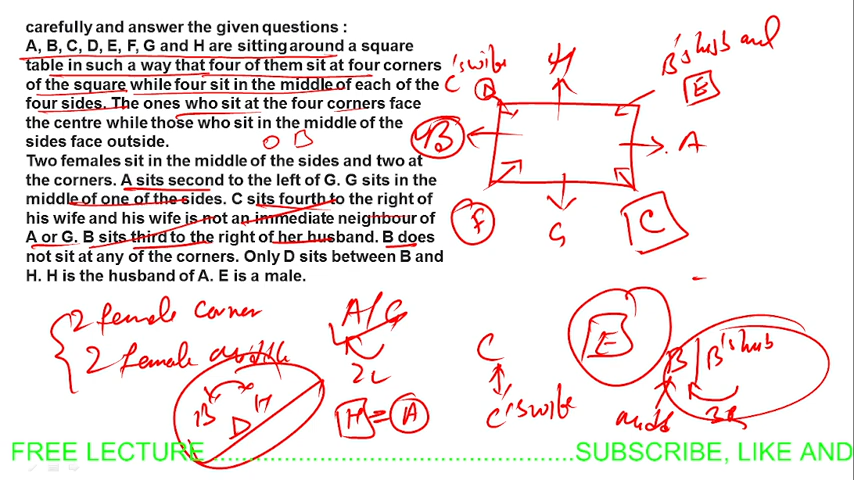 carefully and answer the given questions :
A, B, C, D, E, F, G and H are sitting around a square
table in such a way that four of them sit at four corners
of the square while four sit in the middle of each of the
four sides. The ones who sit at the four corners face
the centre while those who sit in the middle of the
sides face outside.
Two females sit in the middle of the sides and two at
the corners. A sits second to the left of G. G sits in the
middle of one of the sides. C sits fourth to the right of
his wife and his wife is not an immediate neighbour of
A or G. B sits third to the right of her husband. B does
not sit at any of the corners. Only D sits between B and
H. H is the husband of A. E is a male.
C'swife
D
H
B'shusband
E
B
A
F
G
C
2 female corner
2 female middle
B D H
A/G
2L
H = A
C
C'swife
E
B | B'shub
3R
FREE LECTURE.......................................................................SUBSCRIBE, LIKE AND